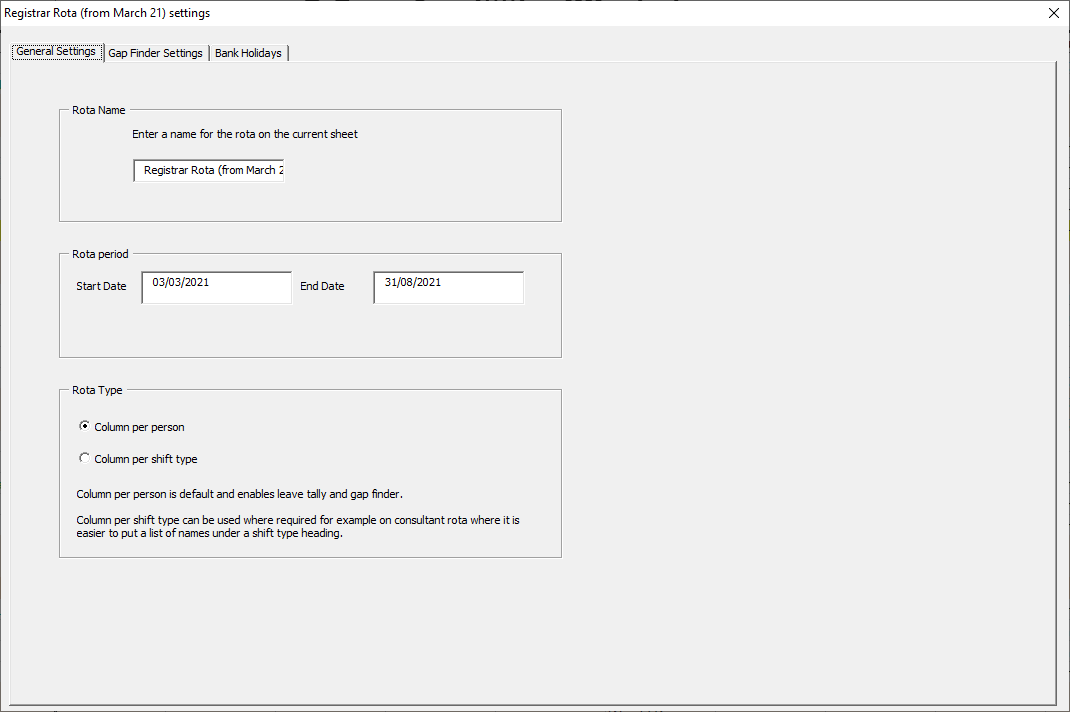 Registrar Rota (from March 21) settings
General Settings Gap Finder Settings Bank Holidays
Rota Name
Enter a name for the rota on the current sheet
Registrar Rota (from March 2
Rota period
Start Date 03/03/2021 End Date 31/08/2021
Rota Type
Column per person
Column per shift type
Column per person is default and enables leave tally and gap finder.
Column per shift type can be used where required for example on consultant rota where it is
easier to put a list of names under a shift type heading.